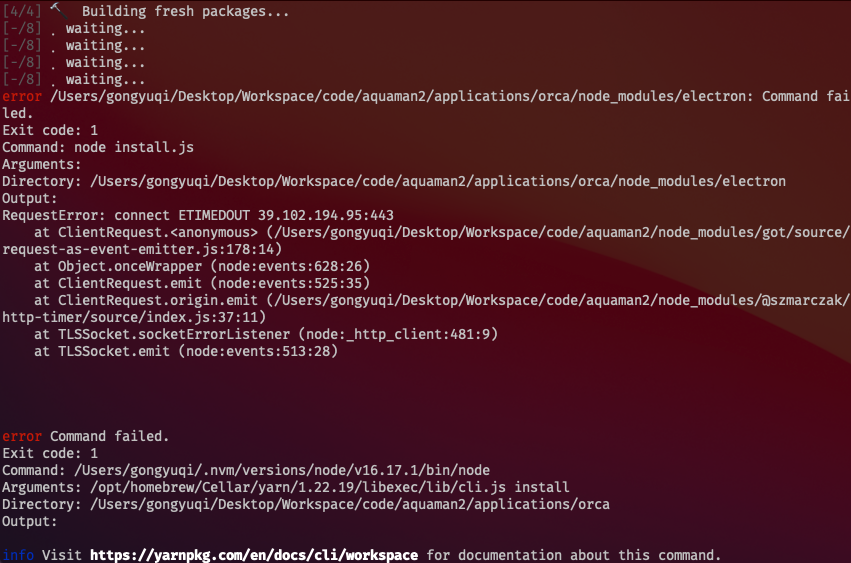 [4/4] 🔨  Building fresh packages...
[-/8] ⠠ waiting...
[-/8] ⠠ waiting...
[-/8] ⠠ waiting...
[-/8] ⠠ waiting...
error /Users/gongyuqi/Desktop/Workspace/code/aquaman2/applications/orca/node_modules/electron: Command fai
led.
Exit code: 1
Command: node install.js
Arguments:
Directory: /Users/gongyuqi/Desktop/Workspace/code/aquaman2/applications/orca/node_modules/electron
Output:
RequestError: connect ETIMEDOUT 39.102.194.95:443
    at ClientRequest.<anonymous> (/Users/gongyuqi/Desktop/Workspace/code/aquaman2/node_modules/got/source/
request-as-event-emitter.js:178:14)
    at Object.onceWrapper (node:events:628:26)
    at ClientRequest.emit (node:events:525:35)
    at ClientRequest.origin.emit (/Users/gongyuqi/Desktop/Workspace/code/aquaman2/node_modules/@szmarczak/
http-timer/source/index.js:37:11)
    at TLSSocket.socketErrorListener (node:_http_client:481:9)
    at TLSSocket.emit (node:events:513:28)
error Command failed.
Exit code: 1
Command: /Users/gongyuqi/.nvm/versions/node/v16.17.1/bin/node
Arguments: /opt/homebrew/Cellar/yarn/1.22.19/libexec/lib/cli.js install
Directory: /Users/gongyuqi/Desktop/Workspace/code/aquaman2/applications/orca
Output:
info Visit https://yarnpkg.com/en/docs/cli/workspace for documentation about this command.